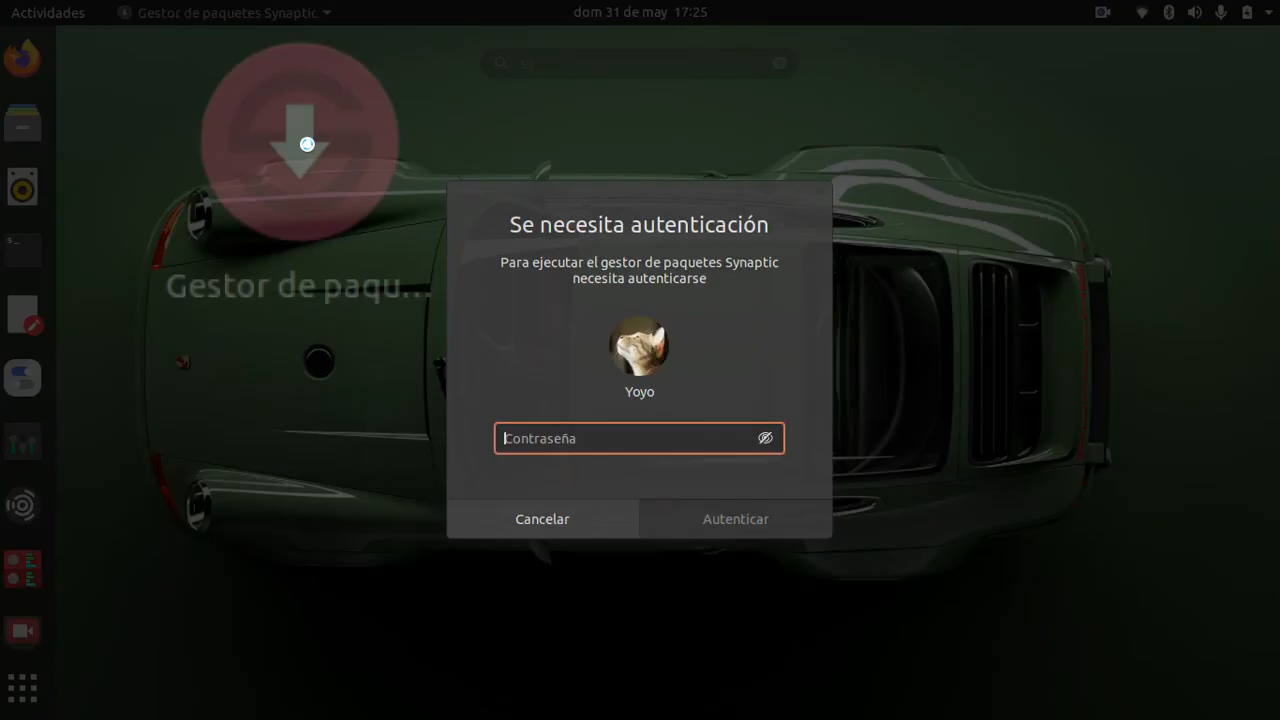 Actividades
Gestor de paquetes Synaptic
dom 31 de may 17:25
Gestor de paqu...
Se necesita autenticación
Para ejecutar el gestor de paquetes Synaptic
necesita autenticarse
Yoyo
Contraseña
Cancelar
Autenticar